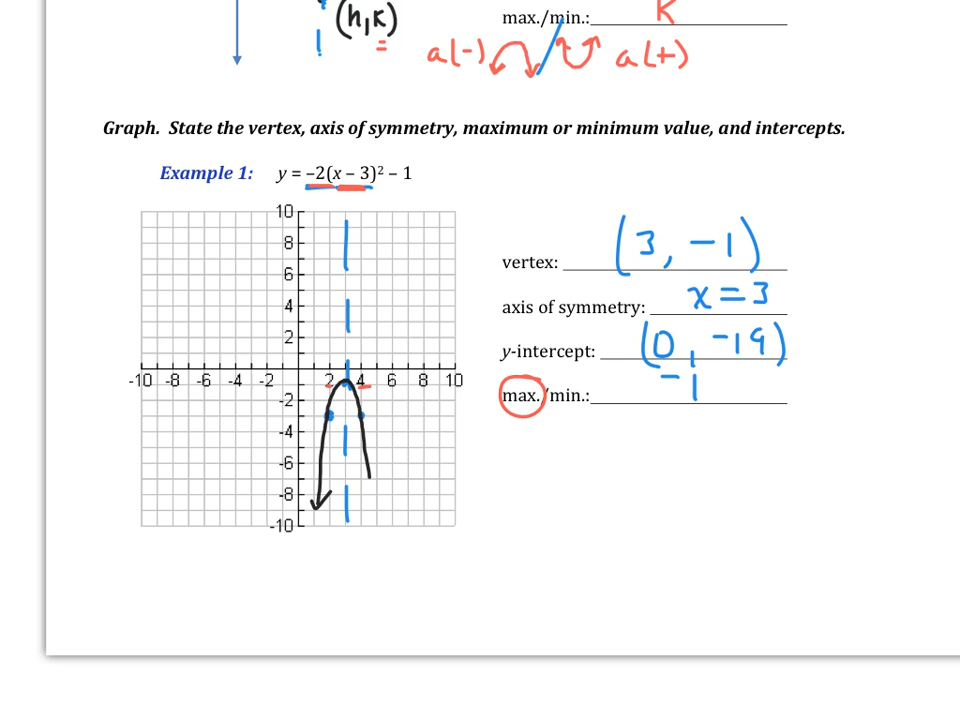 (h,k)
max./min.: K
a(-) a(+)
Graph. State the vertex, axis of symmetry, maximum or minimum value, and intercepts.
Example 1: y = –2(x – 3)² – 1
vertex: (3, -1)
axis of symmetry: x = 3
y-intercept: (0, -19)
max./min.: -1
10
8
6
4
2
-10 -8 -6 -4 -2 2 4 6 8 10
-2
-4
-6
-8
-10